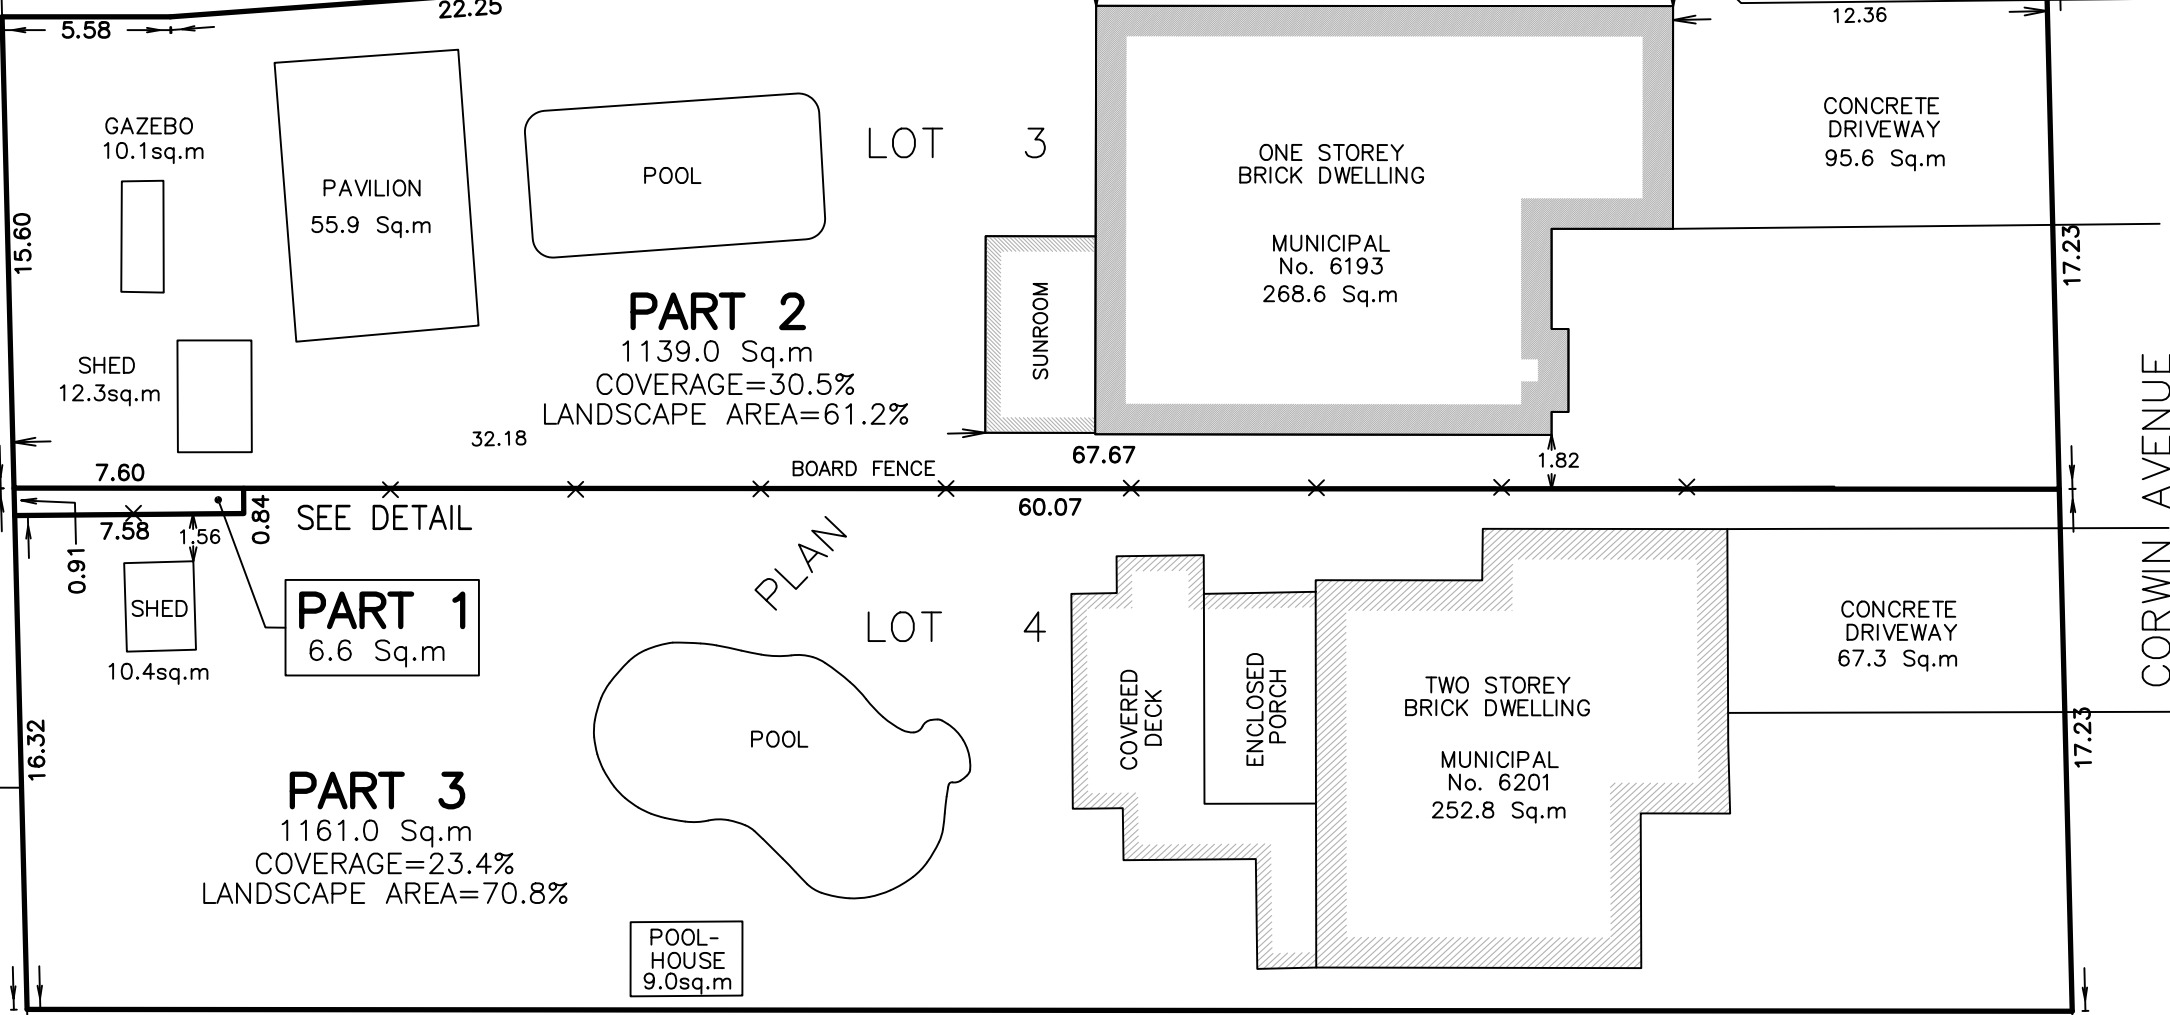 22.25
5.58
12.36
GAZEBO
10.1sq.m
PAVILION
55.9 Sq.m
POOL
LOT 3
ONE STOREY
BRICK DWELLING
MUNICIPAL
No. 6193
268.6 Sq.m
CONCRETE
DRIVEWAY
95.6 Sq.m
15.60
17.23
SUNROOM
PART 2
1139.0 Sq.m
COVERAGE=30.5%
LANDSCAPE AREA=61.2%
SHED
12.3sq.m
32.18
67.67
1.82
7.60
BOARD FENCE
60.07
0.84
SEE DETAIL
7.58
1.56
0.91
PLAN
CORWIN AVENUE
SHED
10.4sq.m
PART 1
6.6 Sq.m
LOT 4
POOL
COVERED
DECK
ENCLOSED
PORCH
TWO STOREY
BRICK DWELLING
MUNICIPAL
No. 6201
252.8 Sq.m
CONCRETE
DRIVEWAY
67.3 Sq.m
16.32
17.23
PART 3
1161.0 Sq.m
COVERAGE=23.4%
LANDSCAPE AREA=70.8%
POOL-
HOUSE
9.0sq.m